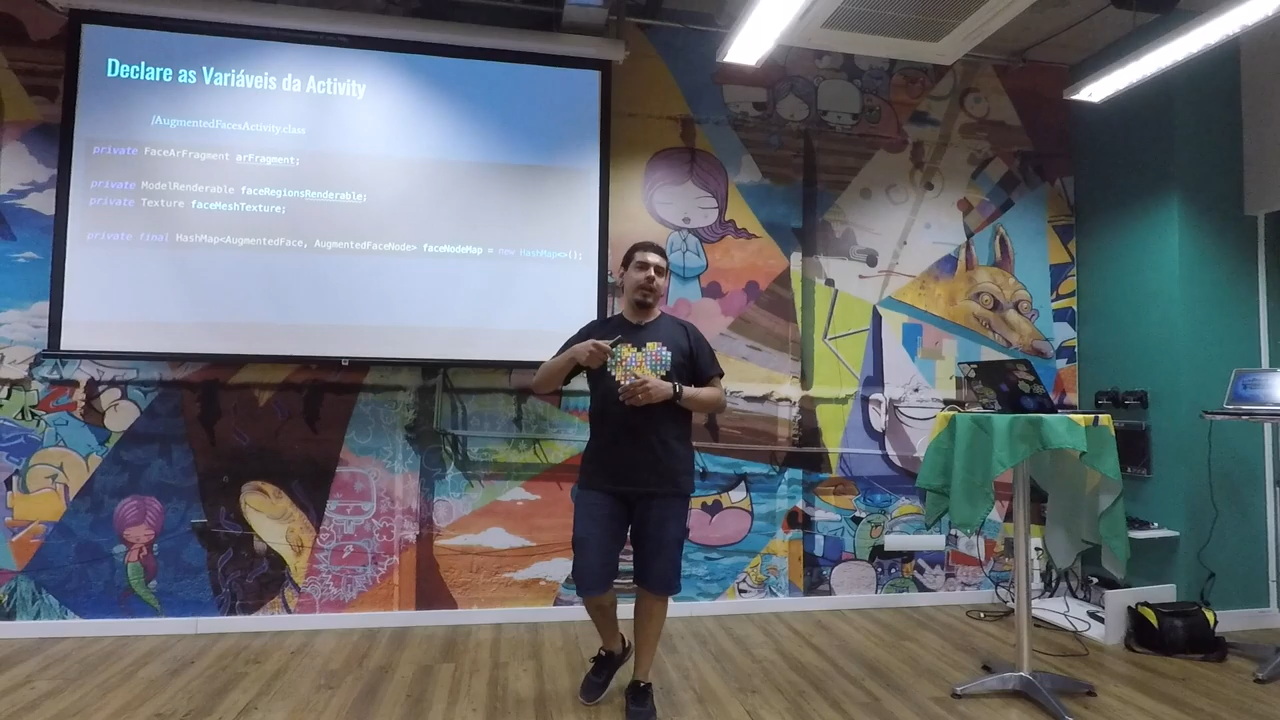 Declare as Variáveis da Activity
/AugmentedFacesActivity.class
private FaceArFragment arFragment;
private ModelRenderable faceRegionsRenderable;
private Texture faceMeshTexture;
private final HashMap<AugmentedFace, AugmentedFaceNode> faceNodeMap = new HashMap<>();